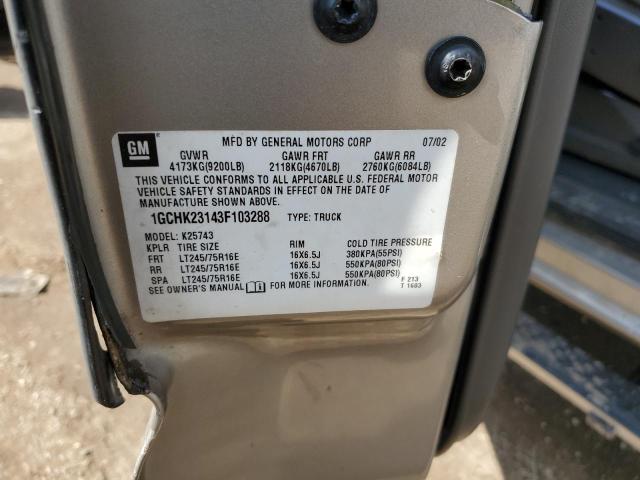 GM
MFD BY GENERAL MOTORS CORP 07/02
GVWR GAWR FRT GAWR RR
4173KG(9200LB) 2118KG(4670LB) 2760KG(6084LB)
THIS VEHICLE CONFORMS TO ALL APPLICABLE U.S. FEDERAL MOTOR
VEHICLE SAFETY STANDARDS IN EFFECT ON THE DATE OF
MANUFACTURE SHOWN ABOVE.
1GCHK23143F103288 TYPE: TRUCK
MODEL: K25743
KPLR TIRE SIZE RIM COLD TIRE PRESSURE
FRT LT245/75R16E 16X6.5J 380KPA(55PSI)
RR LT245/75R16E 16X6.5J 550KPA(80PSI)
SPA LT245/75R16E 16X6.5J 550KPA(80PSI)
SEE OWNER'S MANUAL FOR MORE INFORMATION. F 213
T 1683